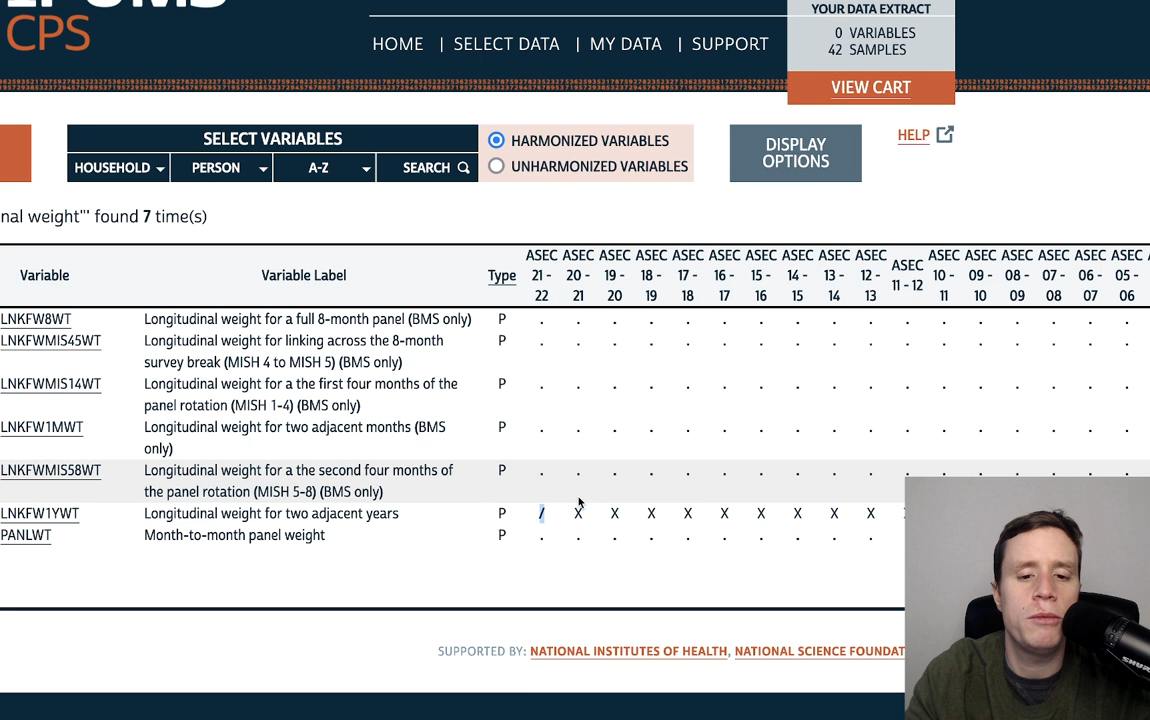 CPS
HOME | SELECT DATA | MY DATA | SUPPORT
YOUR DATA EXTRACT
0 VARIABLES
42 SAMPLES
VIEW CART
SELECT VARIABLES
HOUSEHOLD PERSON A-Z SEARCH
HARMONIZED VARIABLES
UNHARMONIZED VARIABLES
DISPLAY
OPTIONS
HELP
nal weight"' found 7 time(s)
Variable Variable Label Type
ASEC 21 - 22
ASEC 20 - 21
ASEC 19 - 20
ASEC 18 - 19
ASEC 17 - 18
ASEC 16 - 17
ASEC 15 - 16
ASEC 14 - 15
ASEC 13 - 14
ASEC 12 - 13
ASEC 11 - 12
ASEC 10 - 11
ASEC 09 - 10
ASEC 08 - 09
ASEC 07 - 08
ASEC 06 - 07
ASEC 05 - 06
LNKFW8WT Longitudinal weight for a full 8-month panel (BMS only) P . . . . . . . . . . . . . . . . .
LNKFWMIS45WT Longitudinal weight for linking across the 8-month P . . . . . . . . . . . . . . . . .
survey break (MISH 4 to MISH 5) (BMS only)
LNKFWMIS14WT Longitudinal weight for a the first four months of the P . . . . . . . . . . . . . . . . .
panel rotation (MISH 1-4) (BMS only)
LNKFW1MWT Longitudinal weight for two adjacent months (BMS P . . . . . . . . . . . . . . . . .
only)
LNKFWMIS58WT Longitudinal weight for a the second four months of P . . . . . . . . . . . . . . . . .
the panel rotation (MISH 5-8) (BMS only)
LNKFW1YWT Longitudinal weight for two adjacent years P / X X X X X X X X X
PANLWT Month-to-month panel weight P . . . . . . . . . .
SUPPORTED BY: NATIONAL INSTITUTES OF HEALTH, NATIONAL SCIENCE FOUNDAT